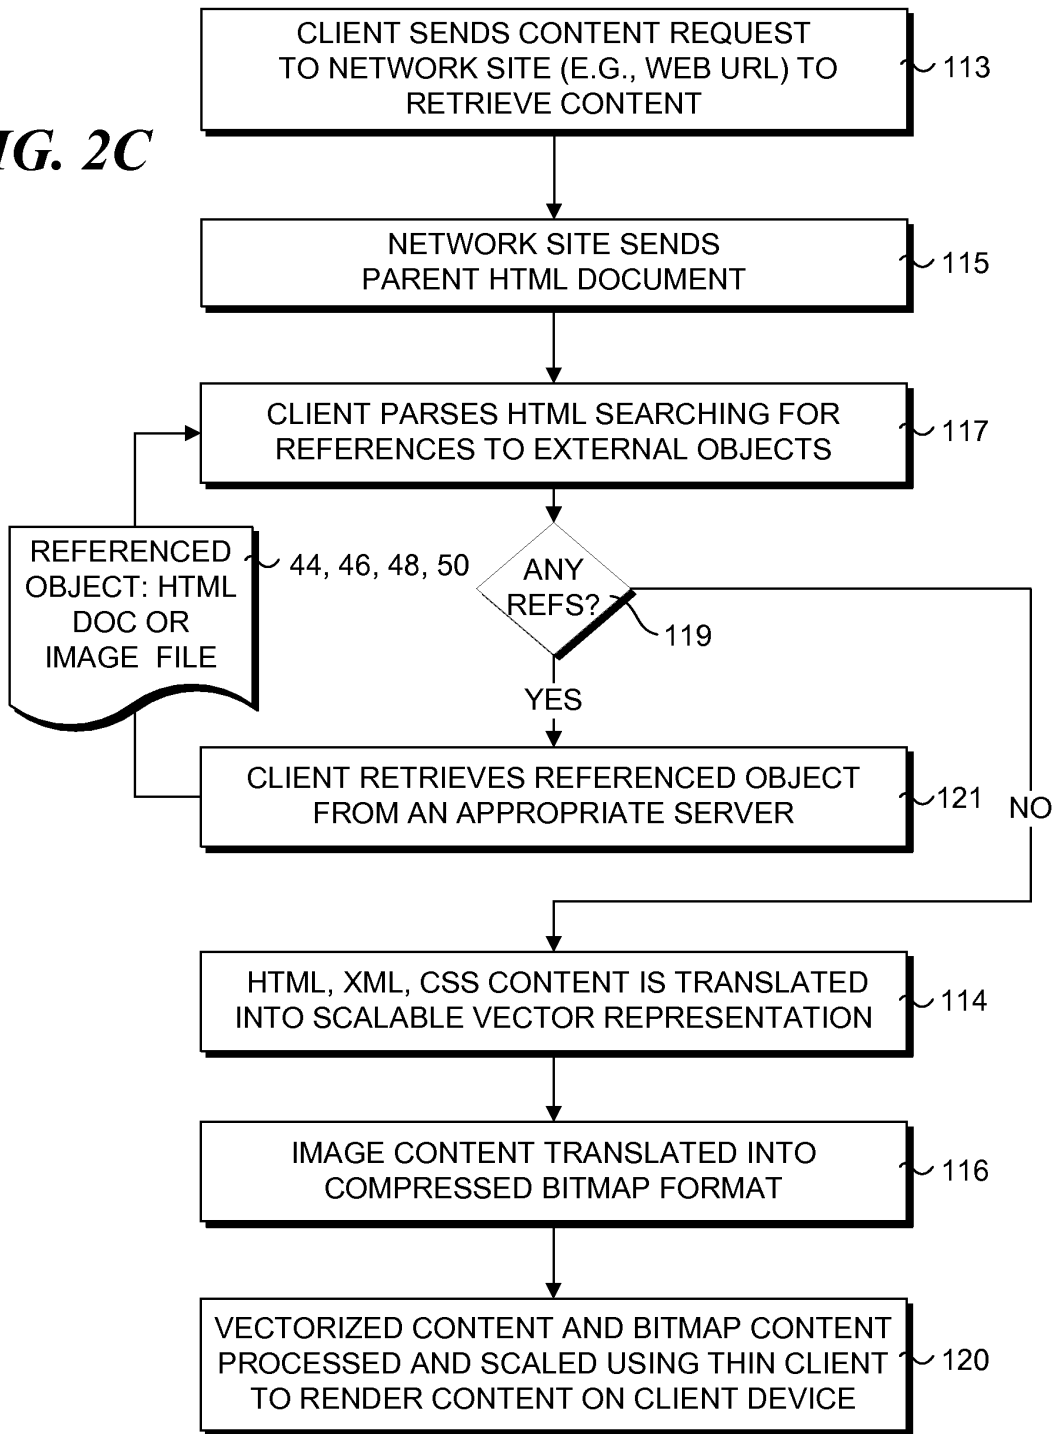 CLIENT SENDS CONTENT REQUEST
TO NETWORK SITE (E.G., WEB URL) TO
RETRIEVE CONTENT
113
IG. 2C
NETWORK SITE SENDS
PARENT HTML DOCUMENT
115
CLIENT PARSES HTML SEARCHING FOR
REFERENCES TO EXTERNAL OBJECTS
117
REFERENCED
OBJECT: HTML
DOC OR
IMAGE FILE
44, 46, 48, 50
ANY
REFS?
119
YES
CLIENT RETRIEVES REFERENCED OBJECT
FROM AN APPROPRIATE SERVER
121
NO
HTML, XML, CSS CONTENT IS TRANSLATED
INTO SCALABLE VECTOR REPRESENTATION
114
IMAGE CONTENT TRANSLATED INTO
COMPRESSED BITMAP FORMAT
116
VECTORIZED CONTENT AND BITMAP CONTENT
PROCESSED AND SCALED USING THIN CLIENT
TO RENDER CONTENT ON CLIENT DEVICE
120